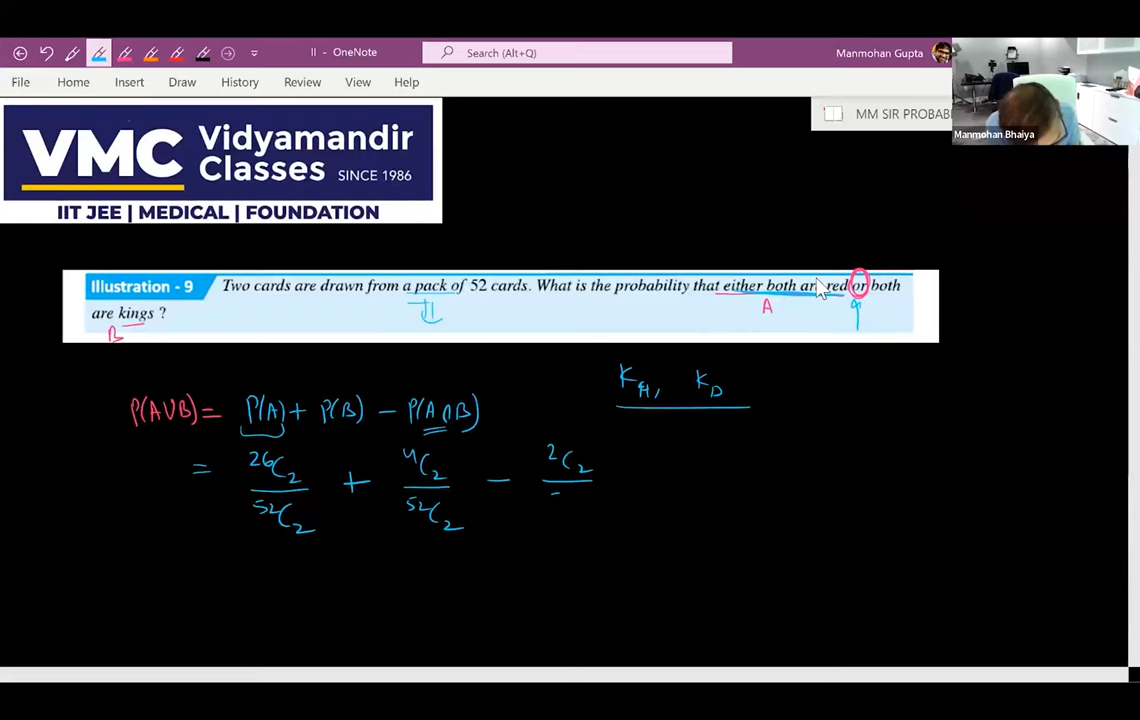 II - OneNote
Search (Alt+Q)
Manmohan Gupta
File Home Insert Draw History Review View Help
MM SIR PROBAB
Manmohan Bhaiya
VMC Vidyamandir Classes SINCE 1986
IIT JEE | MEDICAL | FOUNDATION
Illustration - 9 Two cards are drawn from a pack of 52 cards. What is the probability that either both are red or both
are kings ?
A
B
K_H, K_D
P(A∪B) = P(A) + P(B) - P(A∩B)
= ²⁶C₂/⁵²C₂ + ⁴C₂/⁵²C₂ - ²C₂